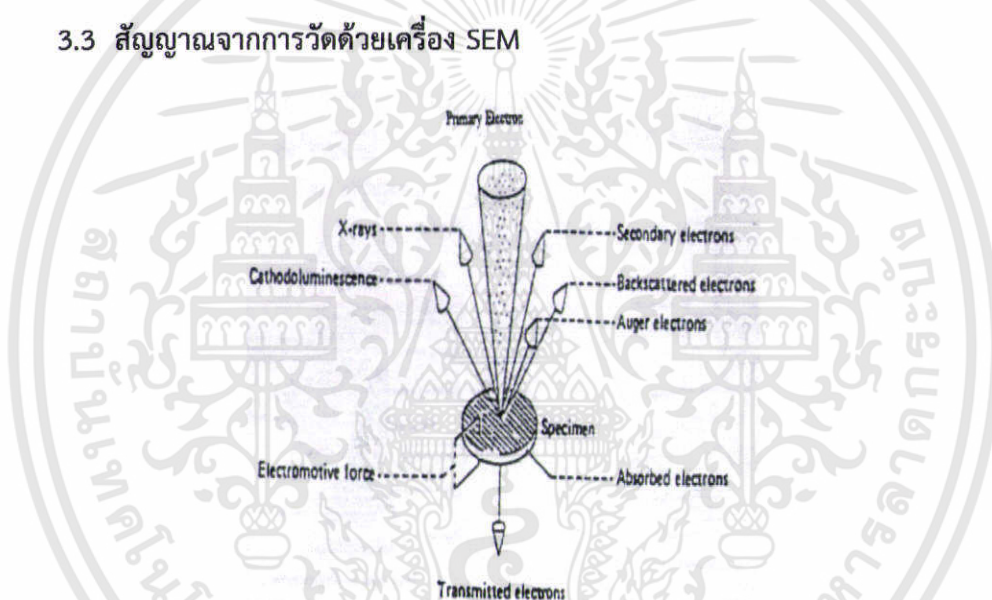 3.3 สัญญาณจากการวัดด้วยเครื่อง SEM
Primary Electron
X-rays
Secondary electrons
Cathodoluminescence
Backscattered electrons
Auger electrons
Specimen
Electromotive force
Absorbed electrons
Transmitted electrons